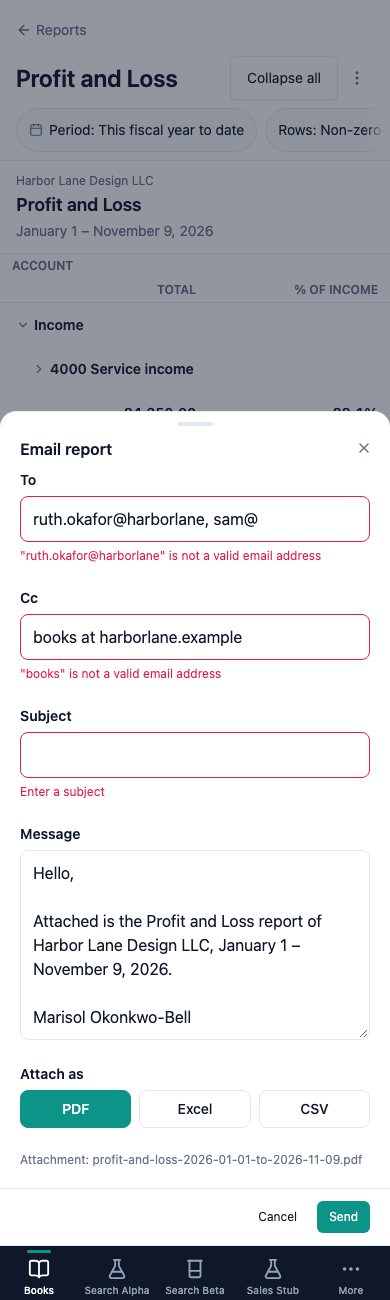 Reports
Profit and Loss
Collapse all
Period: This fiscal year to date
Rows: Non-zero
Harbor Lane Design LLC
Profit and Loss
January 1 – November 9, 2026
ACCOUNT
TOTAL
% OF INCOME
Income
4000 Service income
Email report
To
ruth.okafor@harborlane, sam@
"ruth.okafor@harborlane" is not a valid email address
Cc
books at harborlane.example
"books" is not a valid email address
Subject
Enter a subject
Message
Hello,
Attached is the Profit and Loss report of
Harbor Lane Design LLC, January 1 –
November 9, 2026.
Marisol Okonkwo-Bell
Attach as
PDF
Excel
CSV
Attachment: profit-and-loss-2026-01-01-to-2026-11-09.pdf
Cancel
Send
Books
Search Alpha
Search Beta
Sales Stub
More